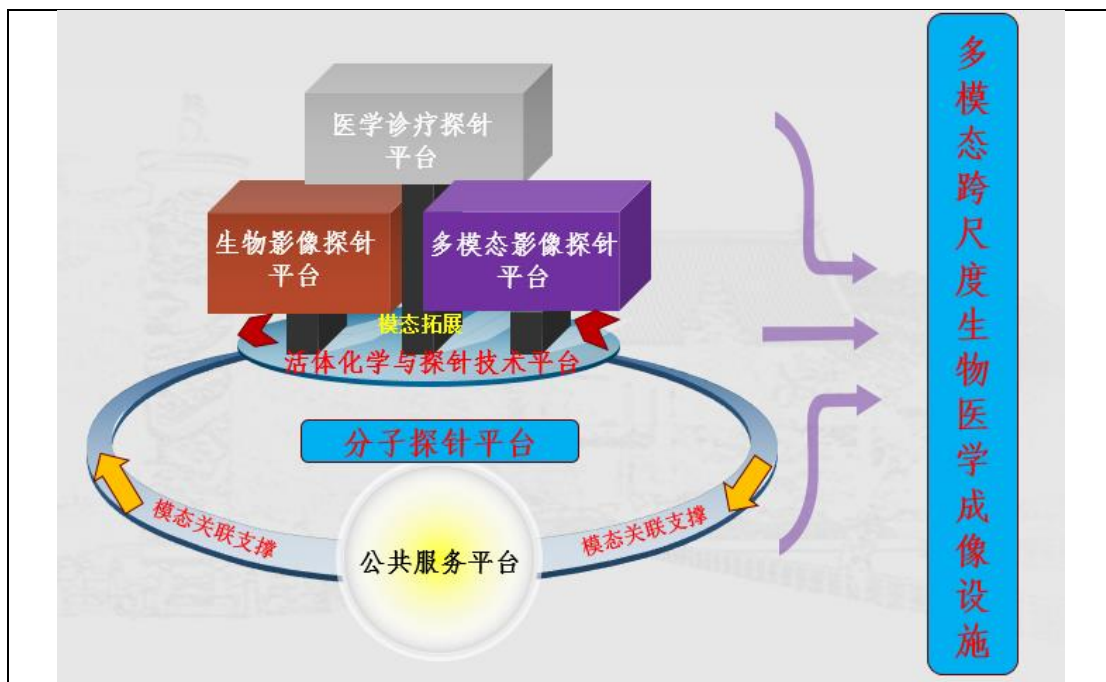 医学诊疗探针
平台
生物影像探针
平台
多模态影像探针
平台
模态拓展
活体化学与探针技术平台
分子探针平台
模态关联支撑
模态关联支撑
公共服务平台
多模态跨尺度生物医学成像设施